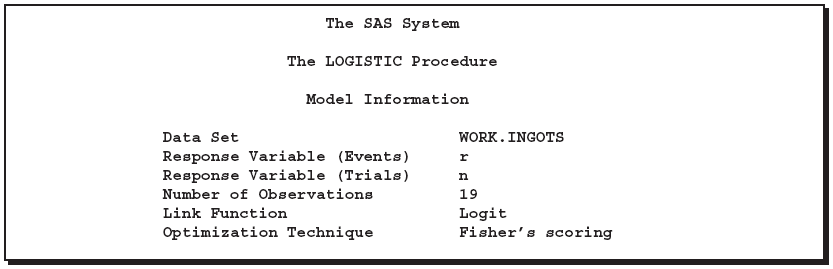 The SAS System
The LOGISTIC Procedure
Model Information
Data Set WORK.INGOTS
Response Variable (Events) r
Response Variable (Trials) n
Number of Observations 19
Link Function Logit
Optimization Technique Fisher's scoring